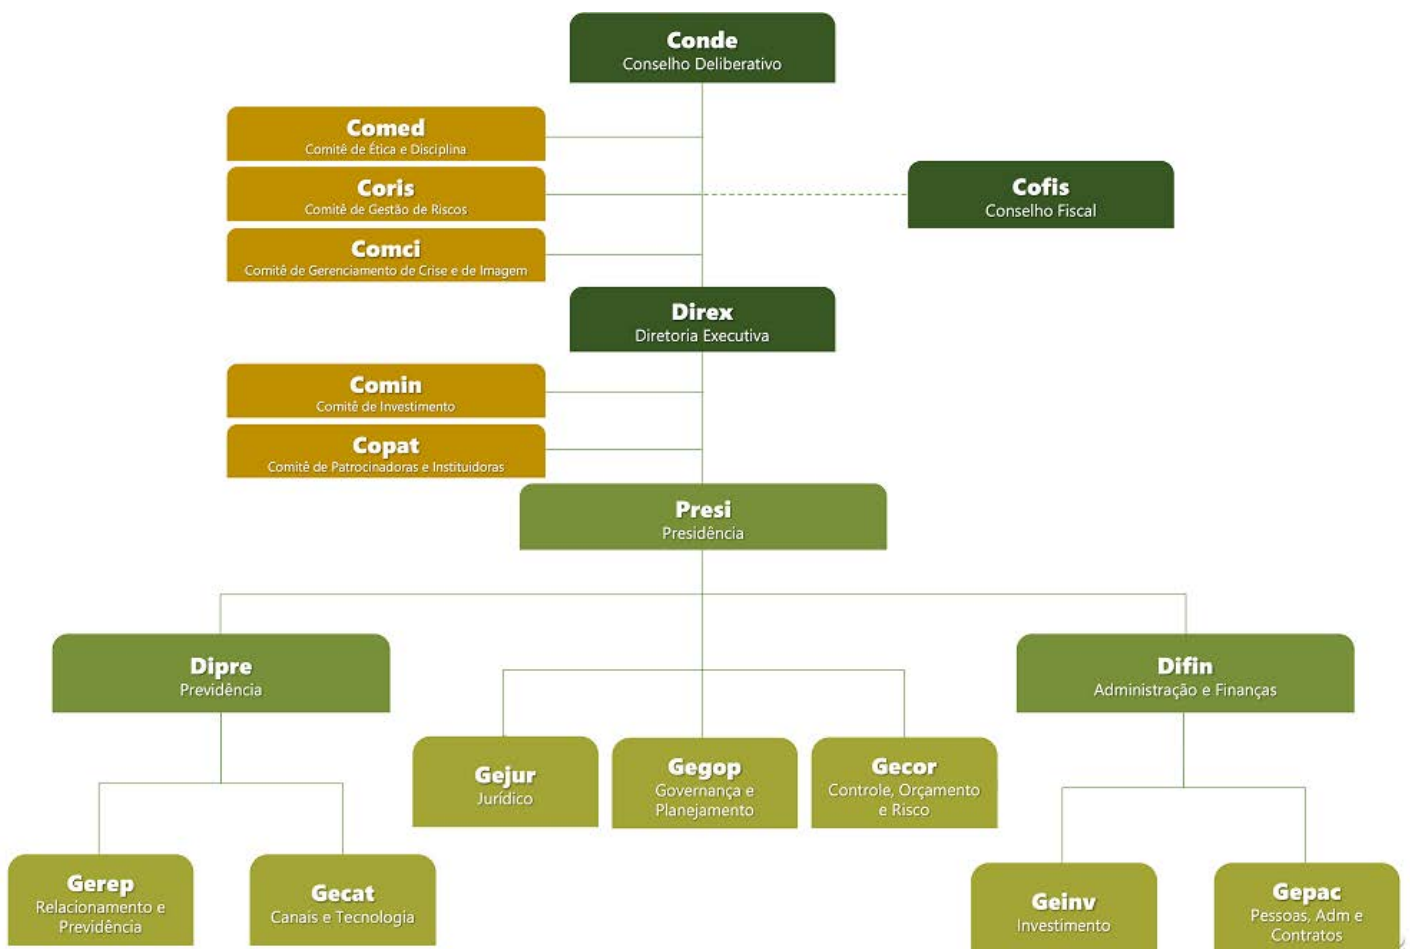 Conde
Conselho Deliberativo
Comed
Comitê de Ética e Disciplina
Coris
Comitê de Gestão de Riscos
Cofis
Conselho Fiscal
Comci
Comitê de Gerenciamento de Crise e de Imagem
Direx
Diretoria Executiva
Comin
Comitê de Investimento
Copat
Comitê de Patrocinadoras e Instituidoras
Presi
Presidência
Dipre
Previdência
Difin
Administração e Finanças
Gejur
Jurídico
Gegop
Governança e
Planejamento
Gecor
Controle, Orçamento
e Risco
Gerep
Relacionamento e
Previdência
Gecat
Canais e Tecnologia
Geinv
Investimento
Gepac
Pessoas, Adm e
Contratos